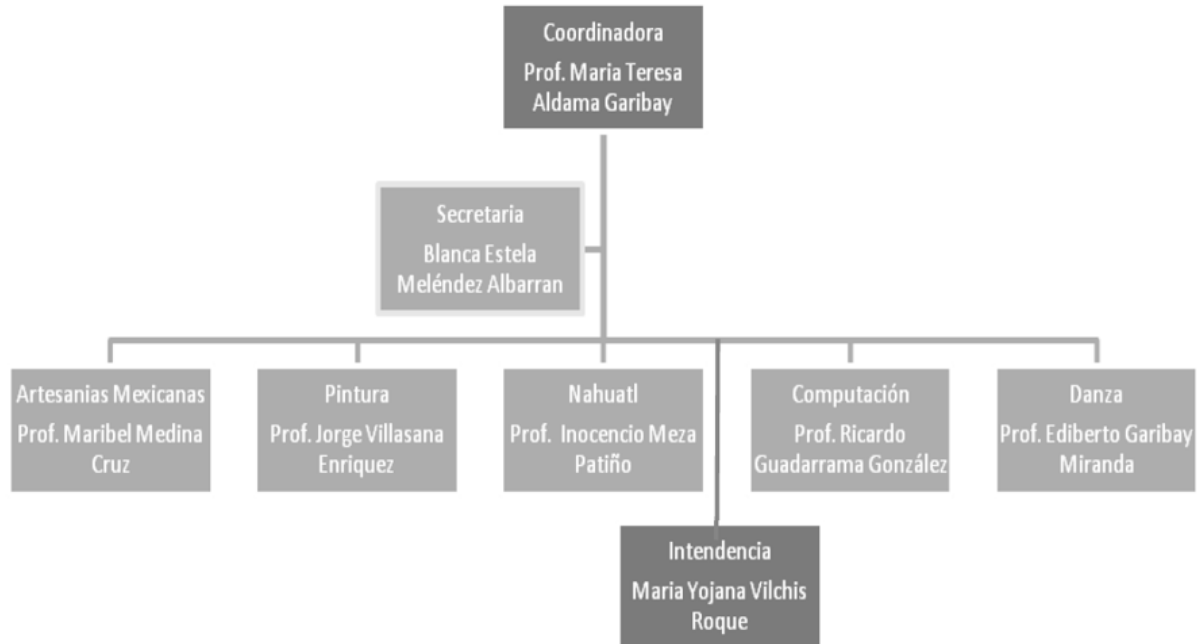 Coordinadora
Prof. Maria Teresa
Aldama Garibay
Secretaria
Blanca Estela
Meléndez Albarran
Artesanias Mexicanas
Prof. Maribel Medina
Cruz
Pintura
Prof. Jorge Villasana
Enriquez
Nahuatl
Prof. Inocencio Meza
Patiño
Computación
Prof. Ricardo
Guadarrama González
Danza
Prof. Ediberto Garibay
Miranda
Intendencia
Maria Yojana Vilchis
Roque